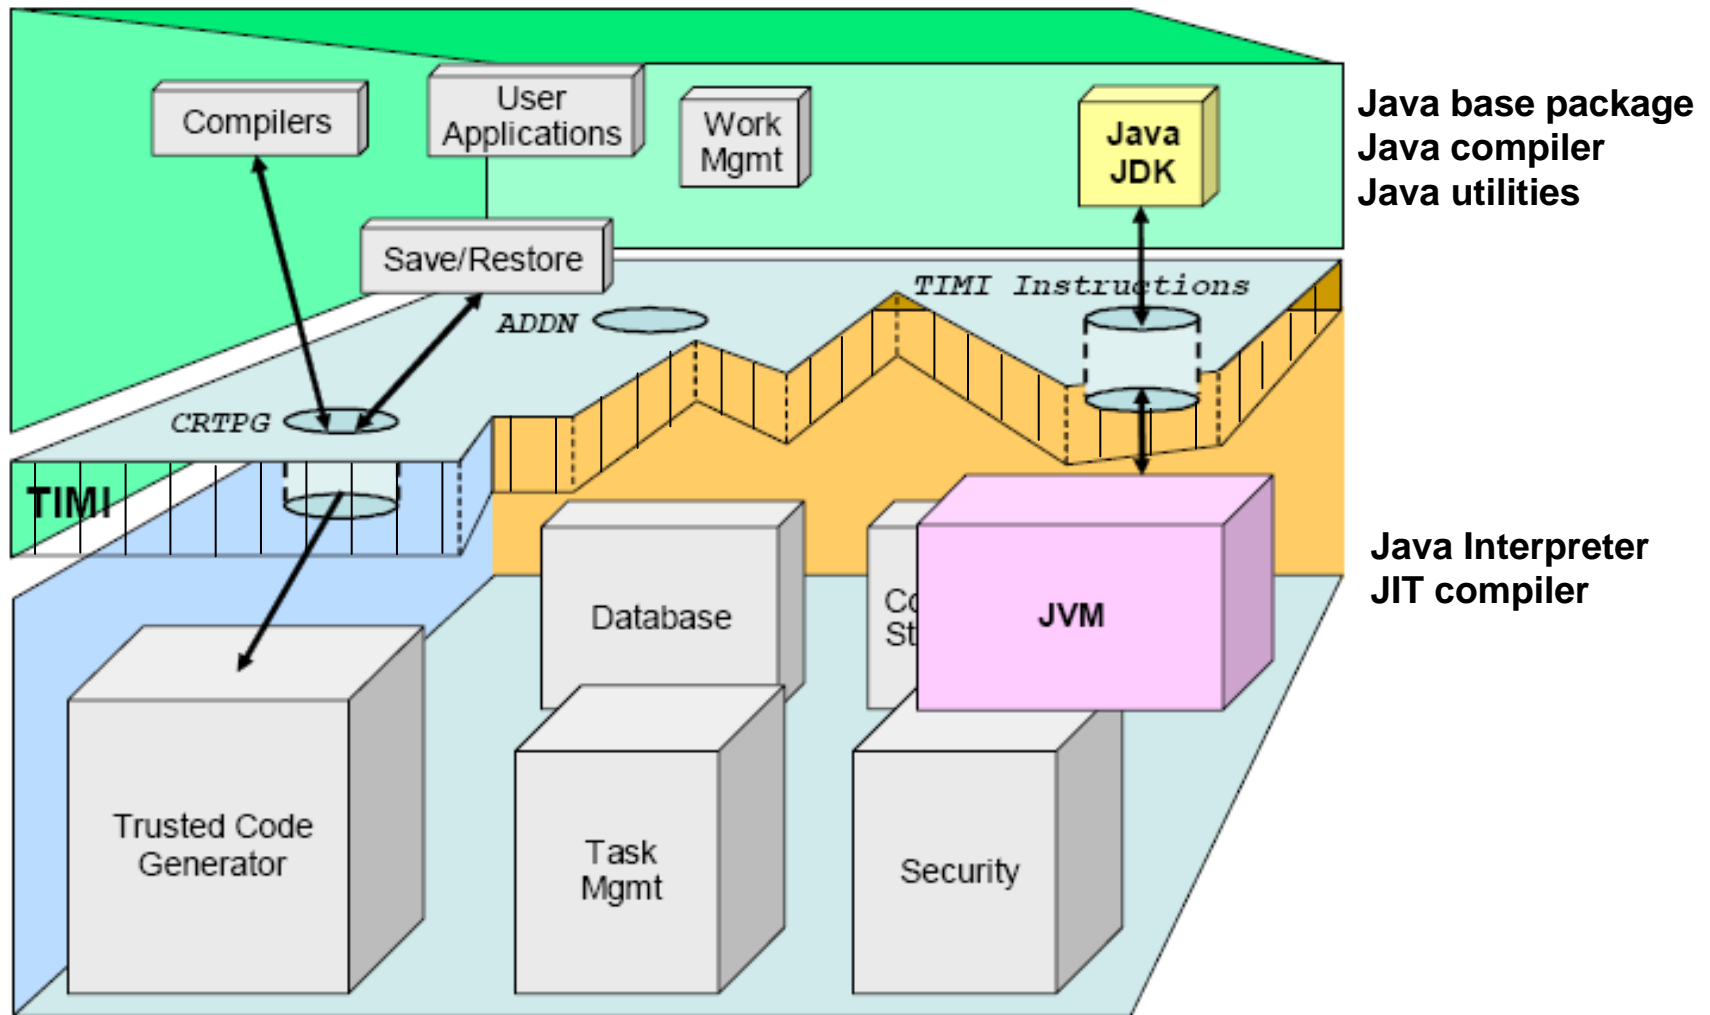 Compilers
User
Applications
Work
Mgmt
Java
JDK
Java base package
Java compiler
Java utilities
Save/Restore
TIMI Instructions
ADDN
CRTPG
TIMI
Database
JVM
Java Interpreter
JIT compiler
Trusted Code
Generator
Task
Mgmt
Security